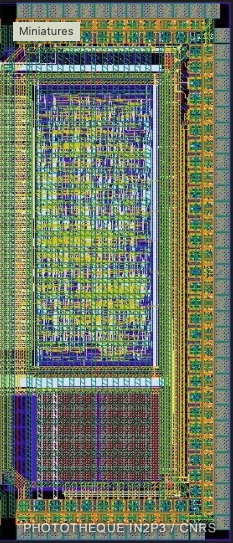 Miniatures
PHOTOTHEQUE IN2P3 / CNRS